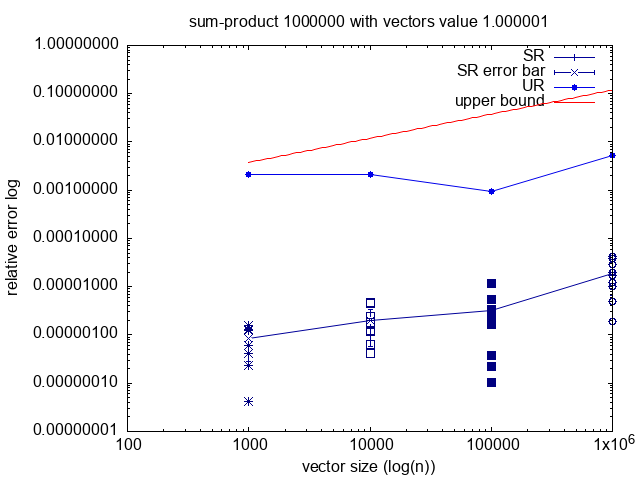 sum-product 1000000 with vectors value 1.000001
SR
SR error bar
UR
upper bound
relative error log
1.00000000
0.10000000
0.01000000
0.00100000
0.00010000
0.00001000
0.00000100
0.00000010
0.00000001
100
1000
10000
100000
1x10⁶
vector size (log(n))